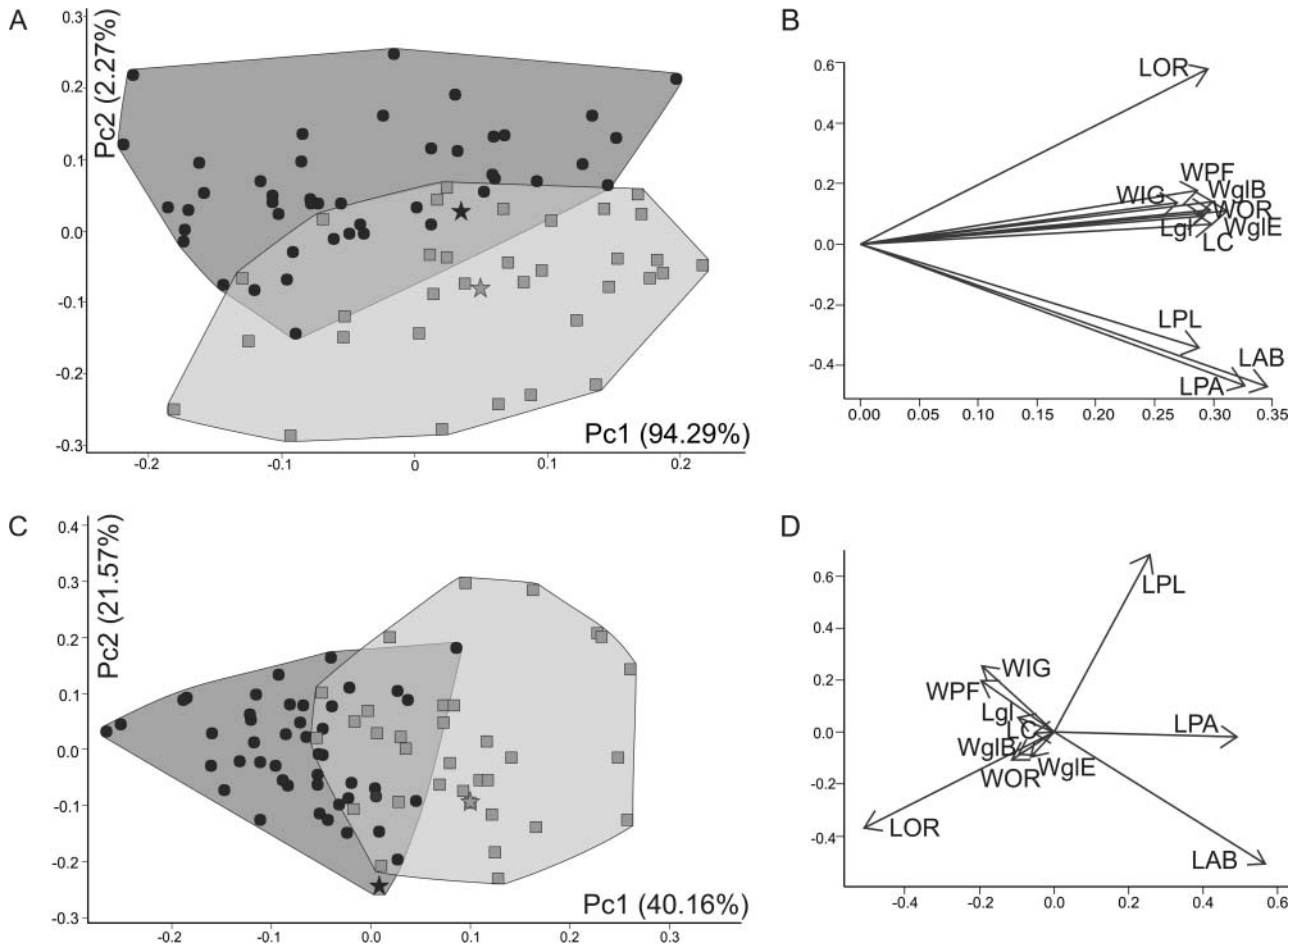 A
Pc2 (2.27%)
0.3
0.2
0.1
0.0
-0.1
-0.2
-0.3
-0.2
-0.1
0
0.1
0.2
Pc1 (94.29%)
B
0.6
0.4
0.2
0.0
-0.2
-0.4
0.00
0.05
0.10
0.15
0.20
0.25
0.30
0.35
LOR
WPF
WIG
WglB
WOR
Lgl
WglE
LC
LPL
LAB
LPA
C
Pc2 (21.57%)
0.4
0.3
0.2
0.1
0.0
-0.1
-0.2
-0.3
-0.2
-0.1
0.0
0.1
0.2
0.3
Pc1 (40.16%)
D
0.6
0.4
0.2
0.0
-0.2
-0.4
-0.4
-0.2
0.0
0.2
0.4
0.6
LPL
WIG
WPF
Lgl
LC
LPA
WglB
WglE
WOR
LOR
LAB